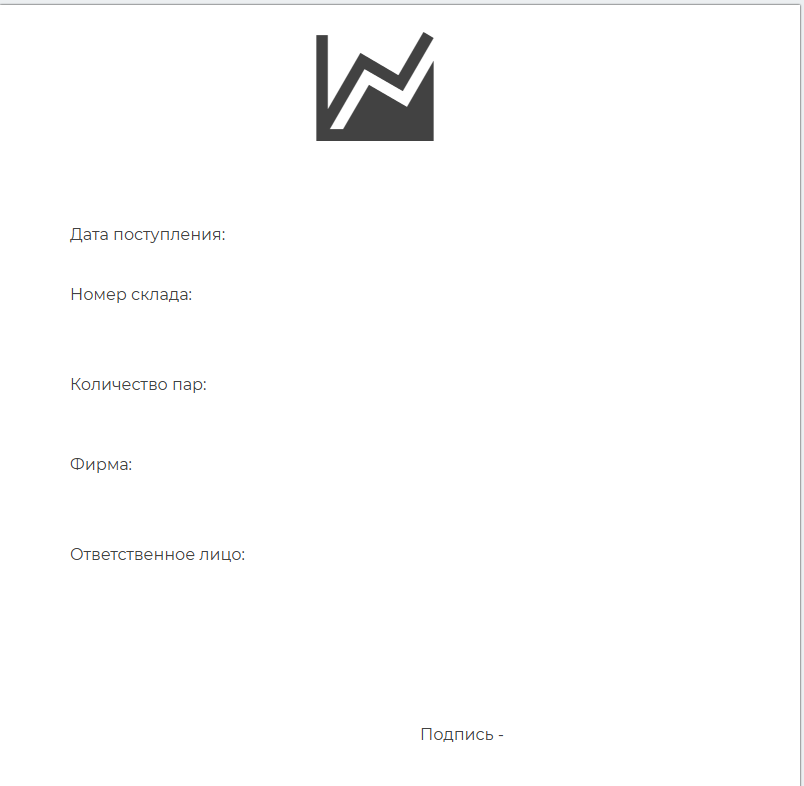 Дата поступления:
Номер склада:
Количество пар:
Фирма:
Ответственное лицо:
Подпись -